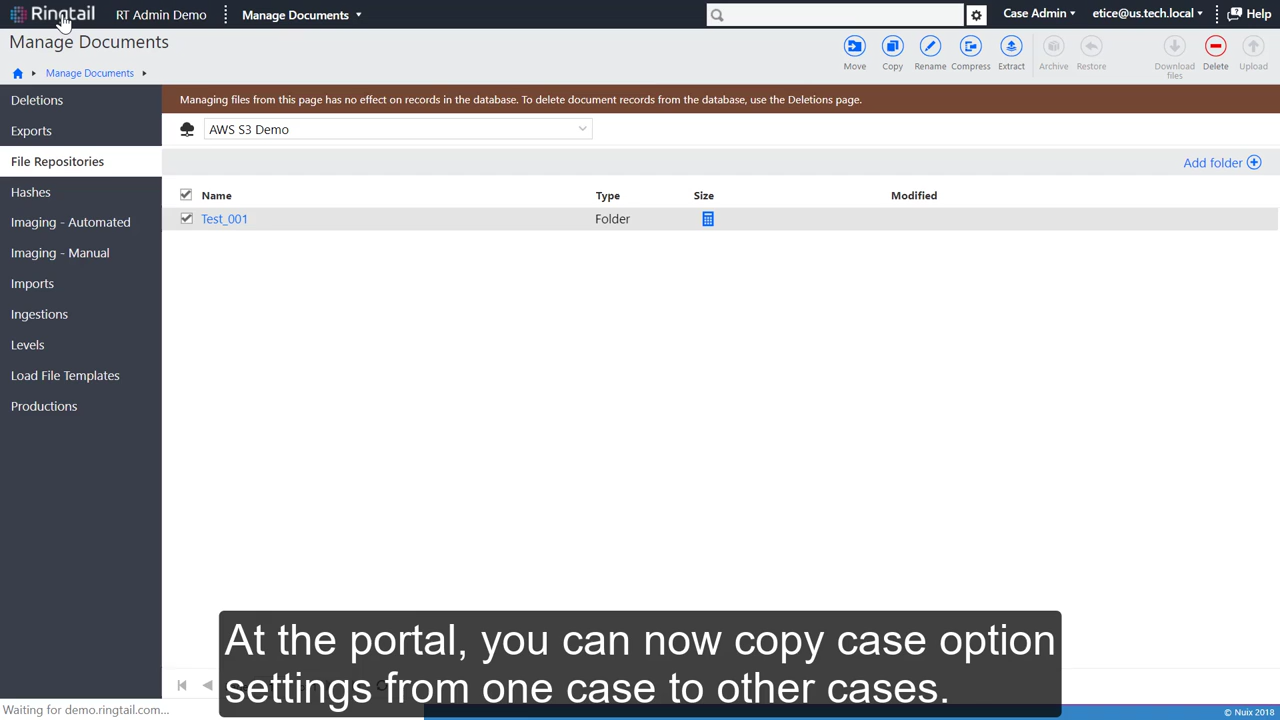 Ringtail RT Admin Demo Manage Documents Case Admin etice@us.tech.local Help
Manage Documents
Move Copy Rename Compress Extract Archive Restore Download files Delete Upload
Manage Documents
Deletions
Exports
File Repositories
Hashes
Imaging - Automated
Imaging - Manual
Imports
Ingestions
Levels
Load File Templates
Productions
Managing files from this page has no effect on records in the database. To delete document records from the database, use the Deletions page.
AWS S3 Demo
Add folder
Name Type Size Modified
Test_001 Folder
At the portal, you can now copy case option
settings from one case to other cases.
Waiting for demo.ringtail.com...
© Nuix 2018